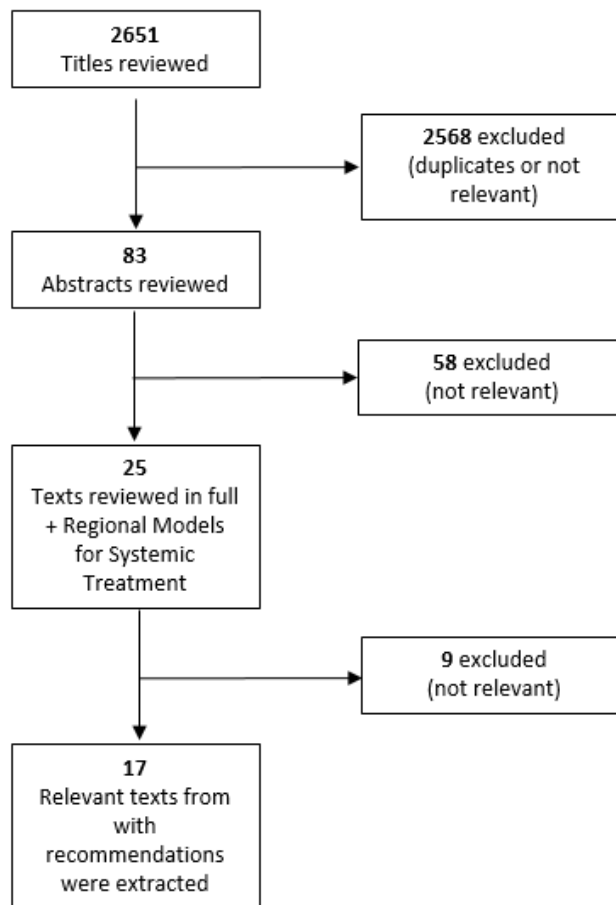 2651
Titles reviewed
2568 excluded
(duplicates or not
relevant)
83
Abstracts reviewed
58 excluded
(not relevant)
25
Texts reviewed in full
+ Regional Models
for Systemic
Treatment
9 excluded
(not relevant)
17
Relevant texts from
with
recommendations
were extracted